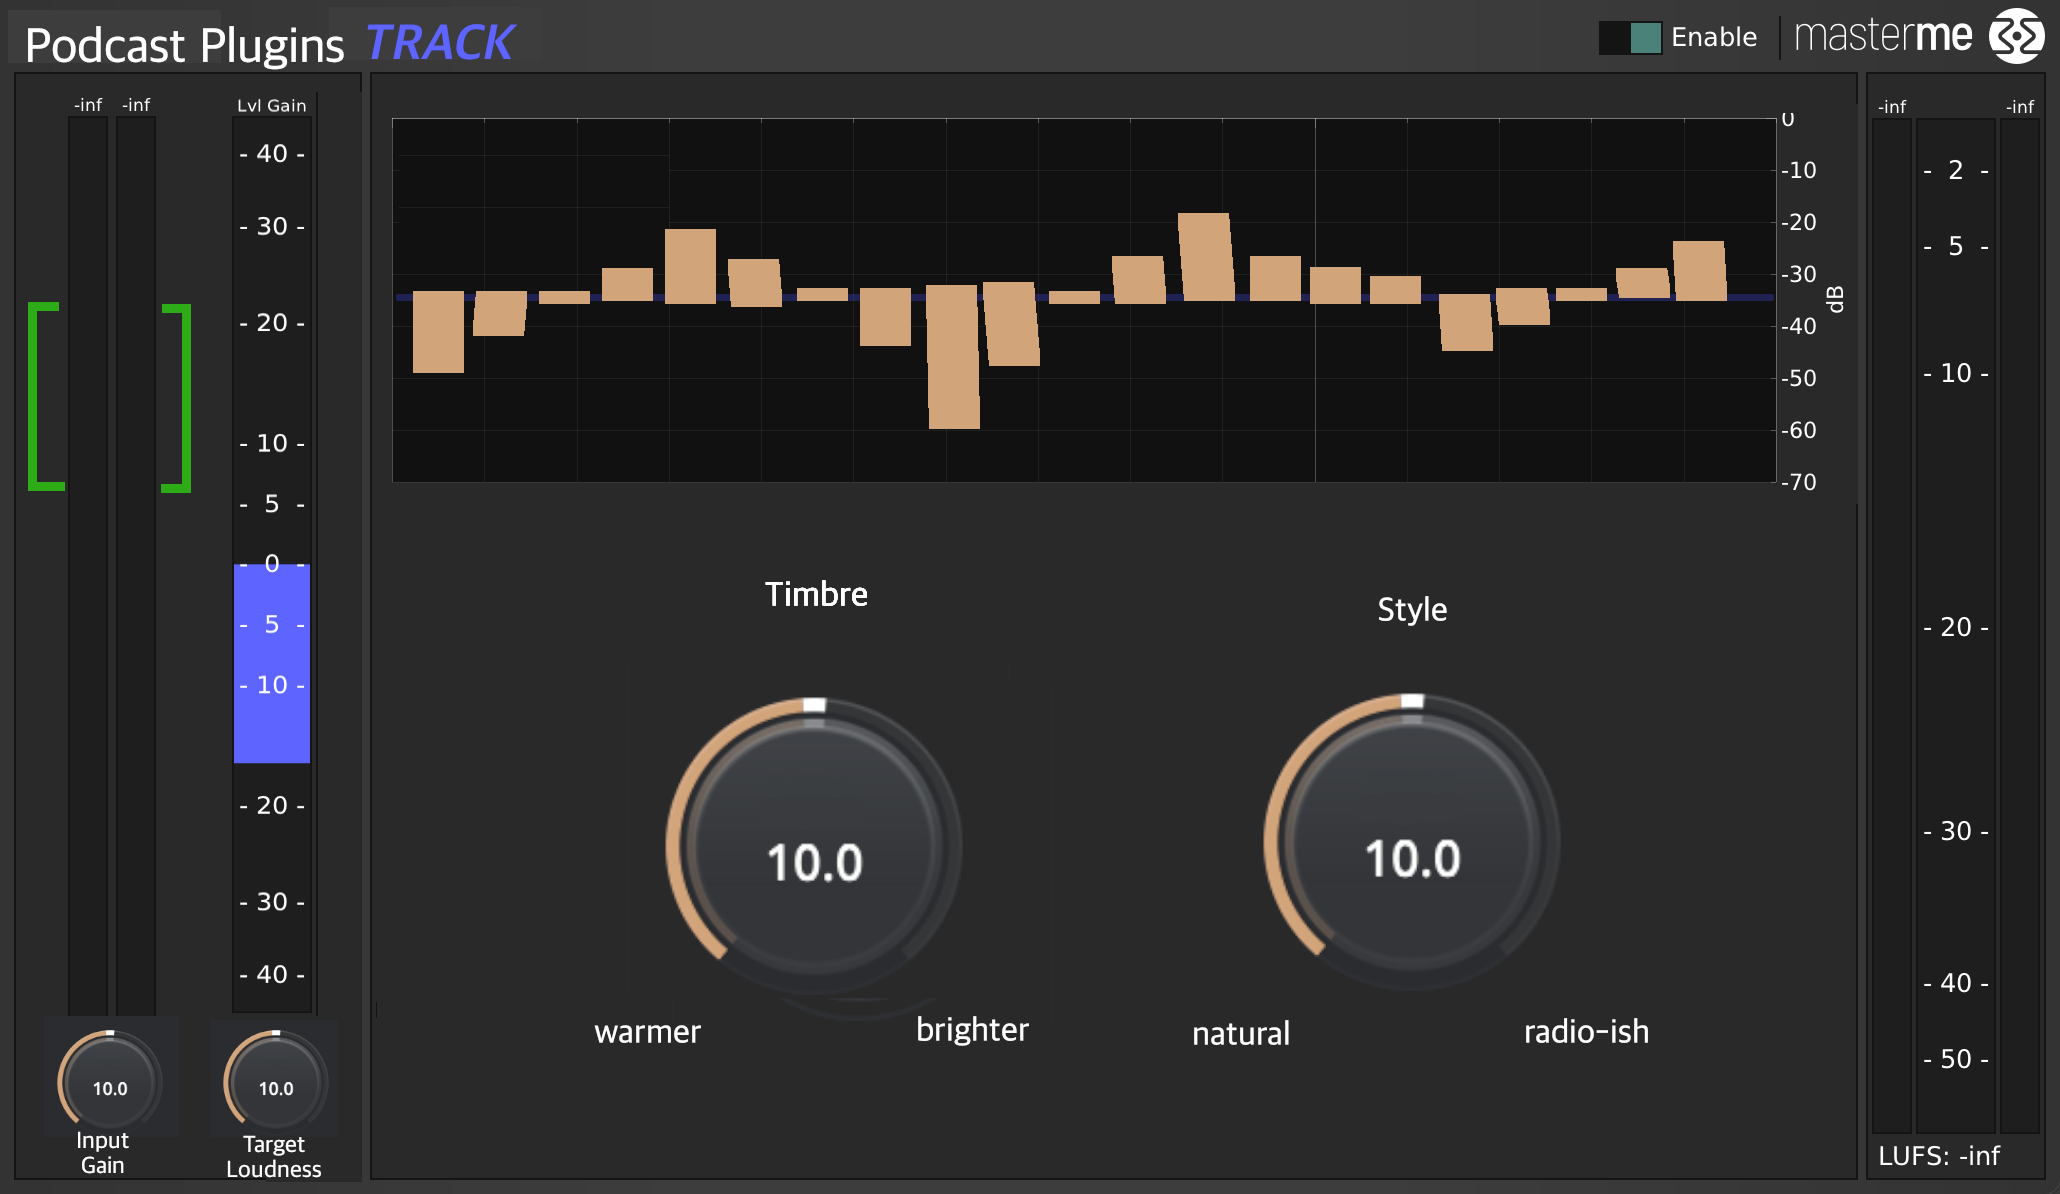 Podcast Plugins TRACK
Enable
masterme
-inf -inf
Lvl Gain
- 40 -
- 30 -
- 20 -
- 10 -
- 5 -
- 0 -
- 5 -
- 10 -
- 20 -
- 30 -
- 40 -
10.0
Input
Gain
10.0
Target
Loudness
0
-10
-20
-30
-40
-50
-60
-70
dB
Timbre
10.0
warmer
brighter
Style
10.0
natural
radio-ish
-inf
-inf
- 2 -
- 5 -
- 10 -
- 20 -
- 30 -
- 40 -
- 50 -
LUFS: -inf